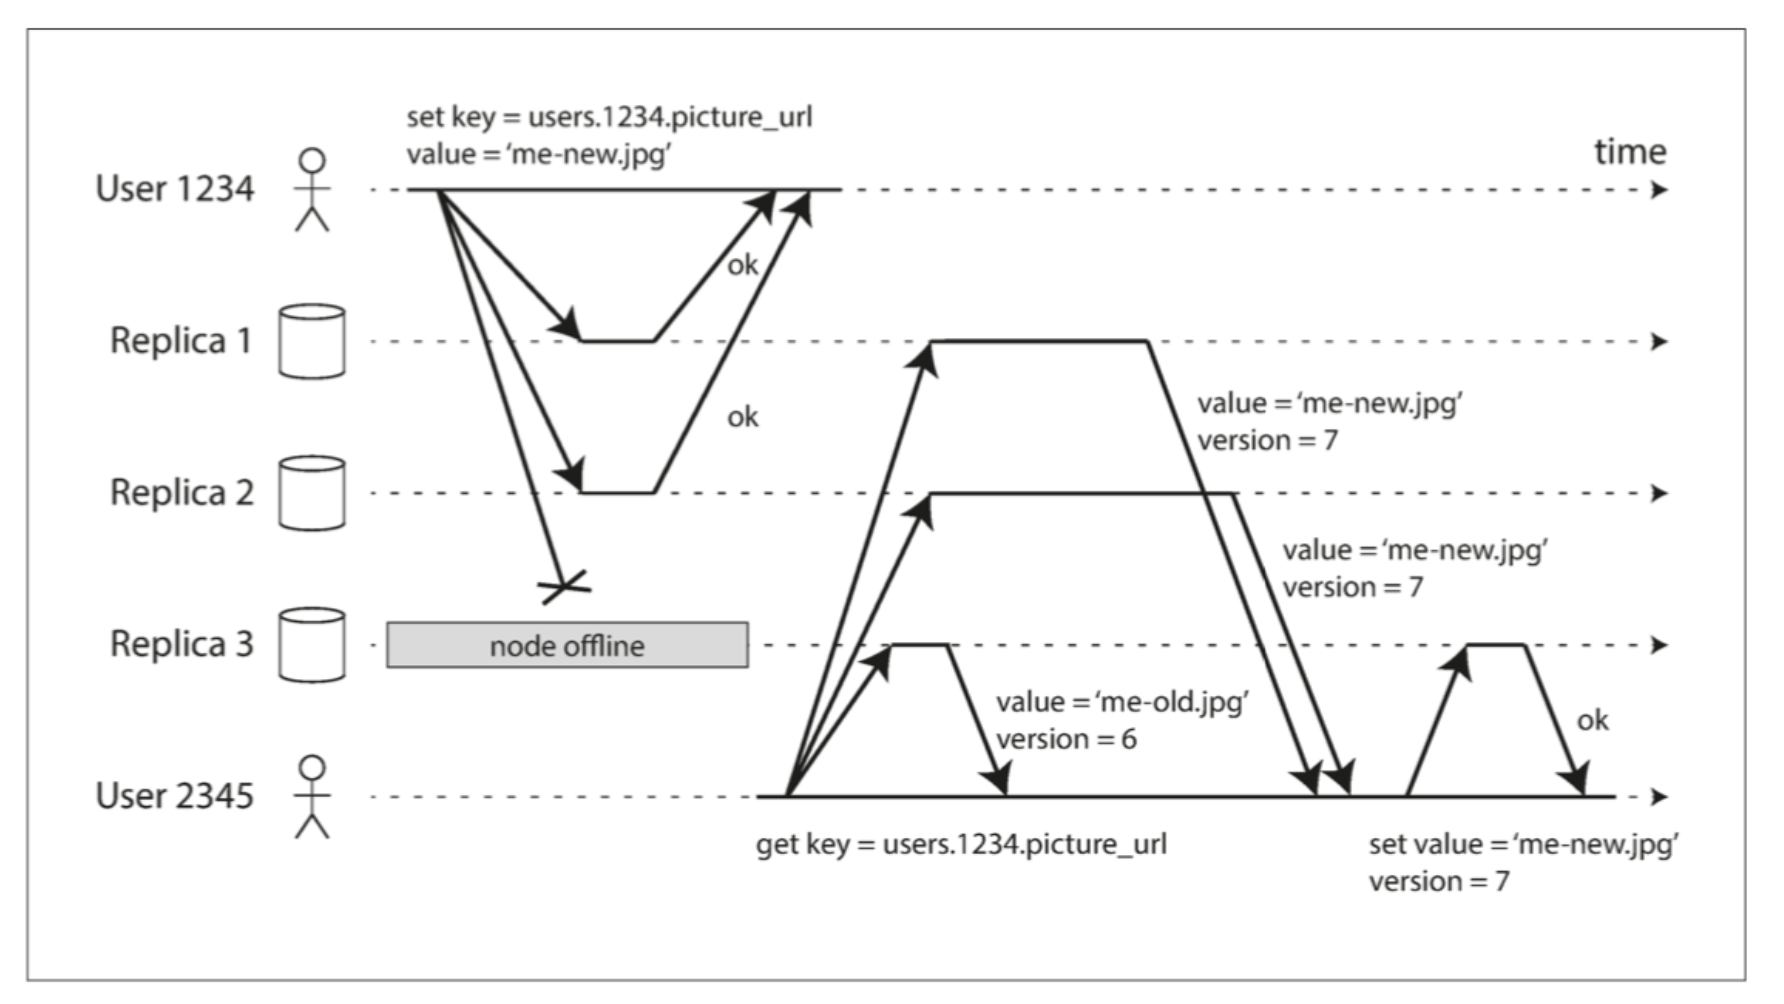 set key = users.1234.picture_url
value = ‘me-new.jpg’
time
User 1234
ok
Replica 1
value = ‘me-new.jpg’
version = 7
ok
Replica 2
value = ‘me-new.jpg’
version = 7
Replica 3
node offline
value = ‘me-old.jpg’
version = 6
ok
User 2345
get key = users.1234.picture_url
set value = ‘me-new.jpg’
version = 7